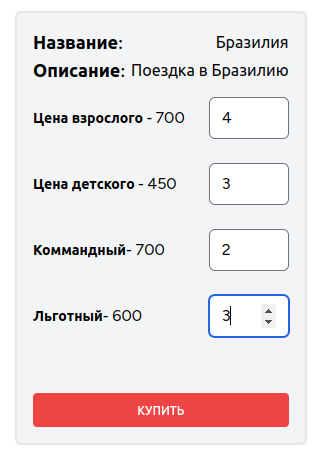 Название: Бразилия
Описание: Поездка в Бразилию
Цена взрослого - 700 4
Цена детского - 450 3
Коммандный- 700 2
Льготный- 600 3
КУПИТЬ